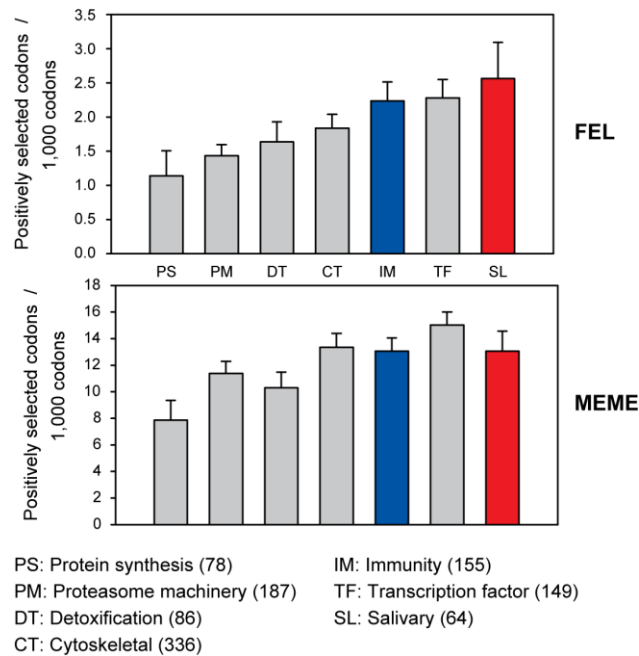 Positively selected codons /
1,000 codons
3.5
3.0
2.5
2.0
1.5
1.0
0.5
0.0
FEL
PS PM DT CT IM TF SL
Positively selected codons /
1,000 codons
18
16
14
12
10
8
6
4
2
0
MEME
PS: Protein synthesis (78)
PM: Proteasome machinery (187)
DT: Detoxification (86)
CT: Cytoskeletal (336)
IM: Immunity (155)
TF: Transcription factor (149)
SL: Salivary (64)